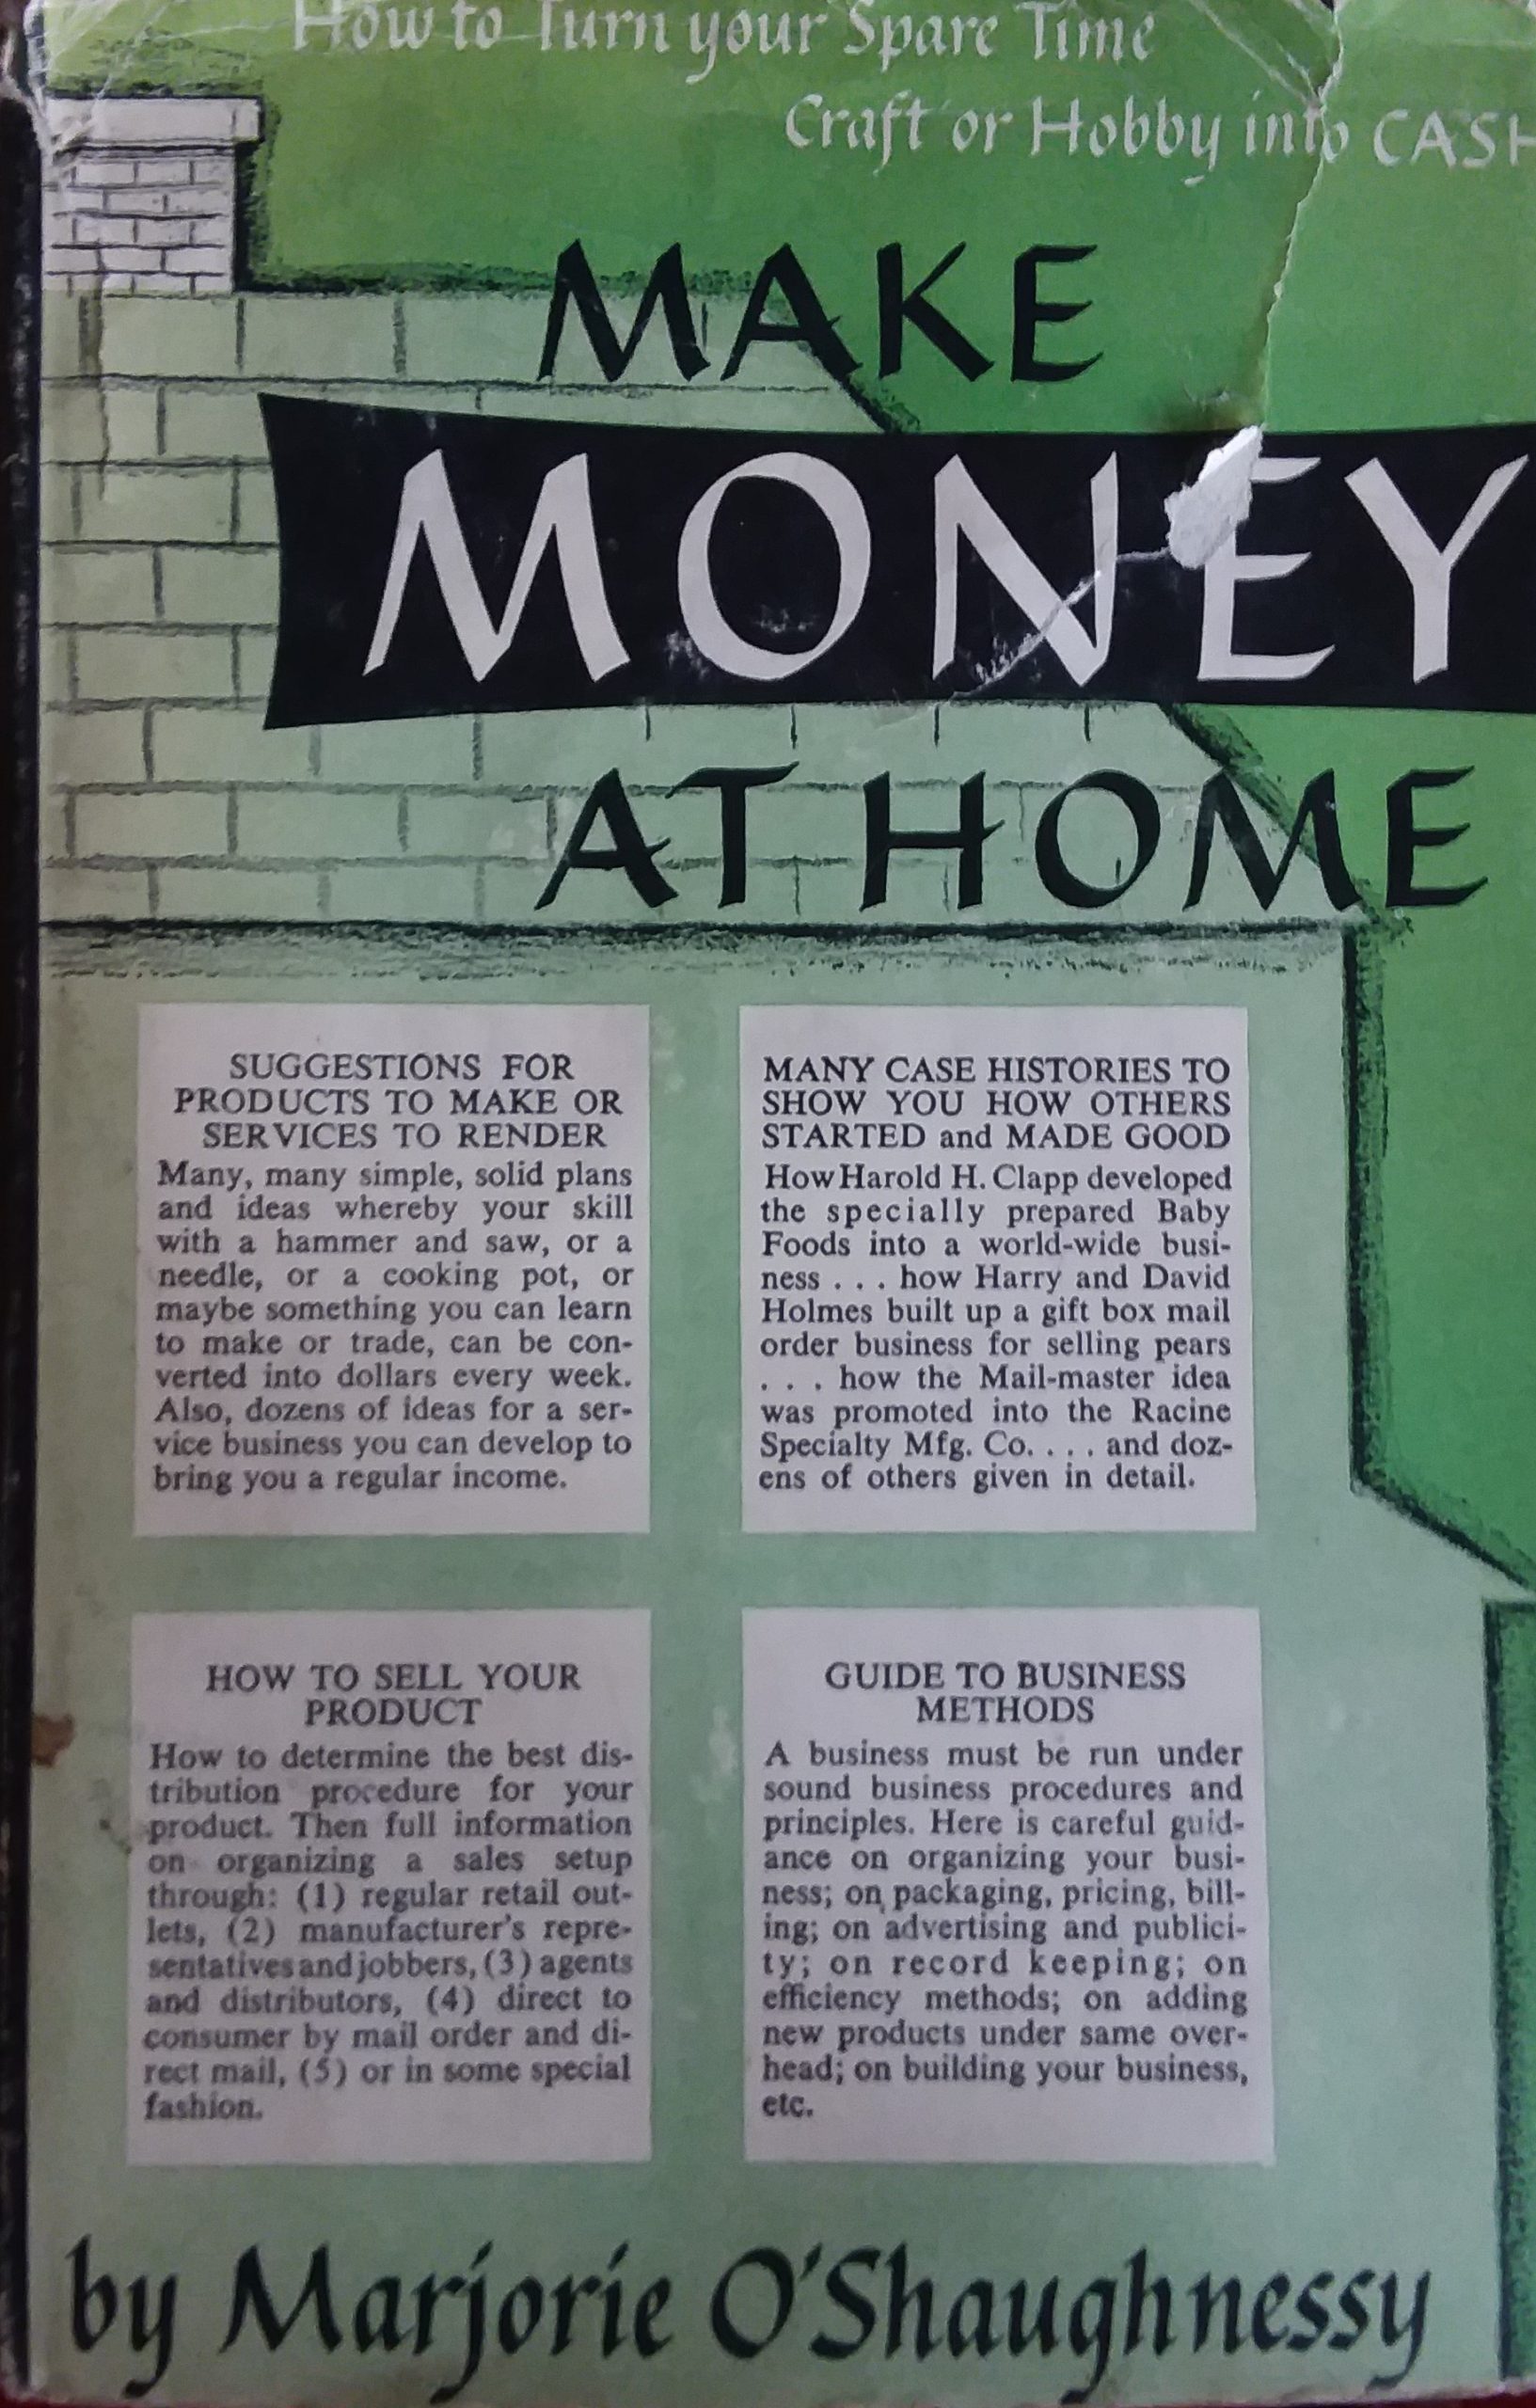 How to Turn your Spare Time
Craft or Hobby into CASH
MAKE
MONEY
AT HOME
SUGGESTIONS FOR
PRODUCTS TO MAKE OR
SERVICES TO RENDER
Many, many simple, solid plans
and ideas whereby your skill
with a hammer and saw, or a
needle, or a cooking pot, or
maybe something you can learn
to make or trade, can be con-
verted into dollars every week.
Also, dozens of ideas for a ser-
vice business you can develop to
bring you a regular income.
MANY CASE HISTORIES TO
SHOW YOU HOW OTHERS
STARTED and MADE GOOD
How Harold H. Clapp developed
the specially prepared Baby
Foods into a world-wide busi-
ness . . . how Harry and David
Holmes built up a gift box mail
order business for selling pears
. . . how the Mail-master idea
was promoted into the Racine
Specialty Mfg. Co. . . . and doz-
ens of others given in detail.
HOW TO SELL YOUR
PRODUCT
How to determine the best dis-
tribution procedure for your
product. Then full information
on organizing a sales setup
through: (1) regular retail out-
lets, (2) manufacturer's repre-
sentatives and jobbers, (3) agents
and distributors, (4) direct to
consumer by mail order and di-
rect mail, (5) or in some special
fashion.
GUIDE TO BUSINESS
METHODS
A business must be run under
sound business procedures and
principles. Here is careful guid-
ance on organizing your busi-
ness; on packaging, pricing, bill-
ing; on advertising and publici-
ty; on record keeping; on
efficiency methods; on adding
new products under same over-
head; on building your business,
etc.
by Marjorie O'Shaughnessy